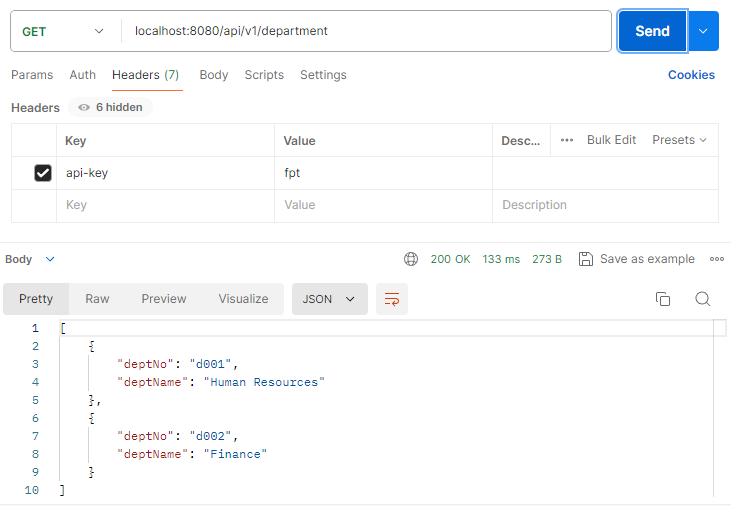 GET localhost:8080/api/v1/department Send
Params Auth Headers (7) Body Scripts Settings Cookies
Headers 6 hidden
Key Value Desc... Bulk Edit Presets
api-key fpt
Key Value Description
Body 200 OK 133 ms 273 B Save as example
Pretty Raw Preview Visualize JSON
1 [
2 {
3 "deptNo": "d001",
4 "deptName": "Human Resources"
5 },
6 {
7 "deptNo": "d002",
8 "deptName": "Finance"
9 }
10 ]